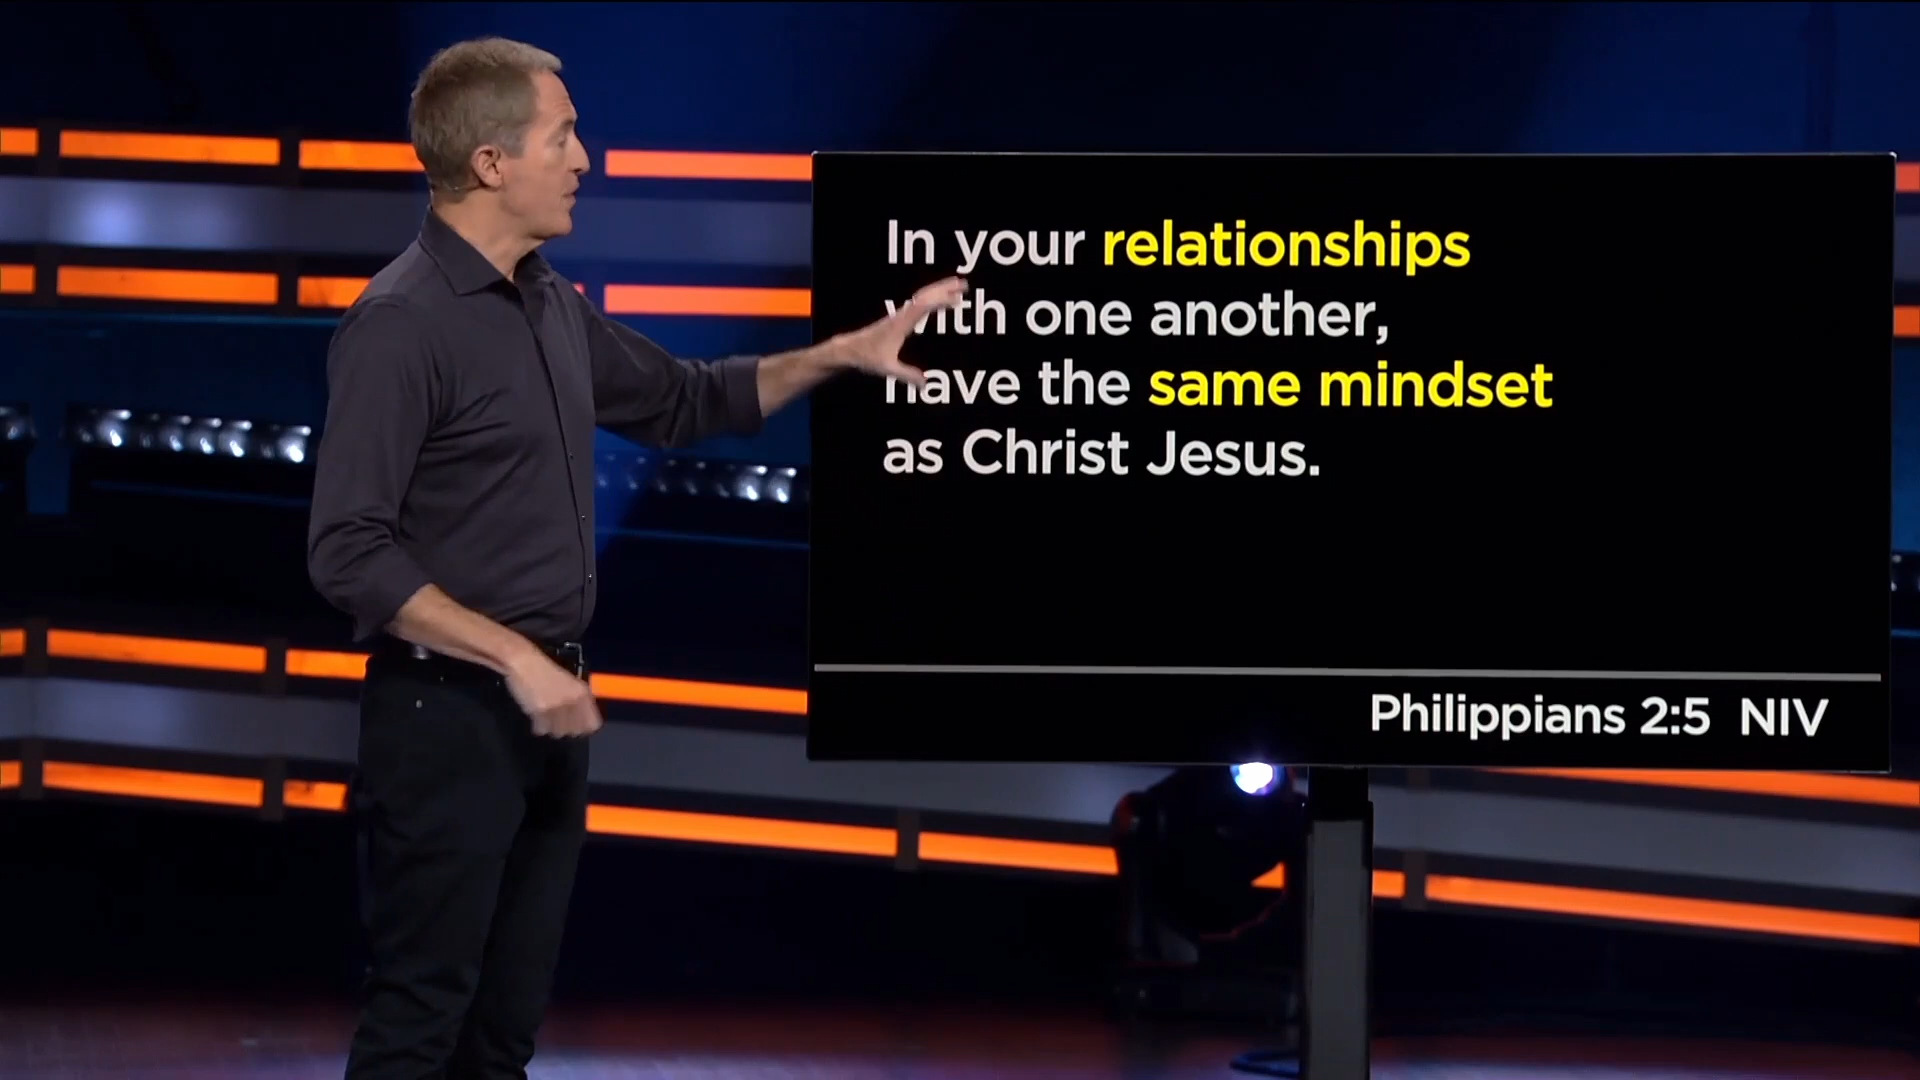 In your relationships
with one another,
have the same mindset
as Christ Jesus.
Philippians 2:5 NIV